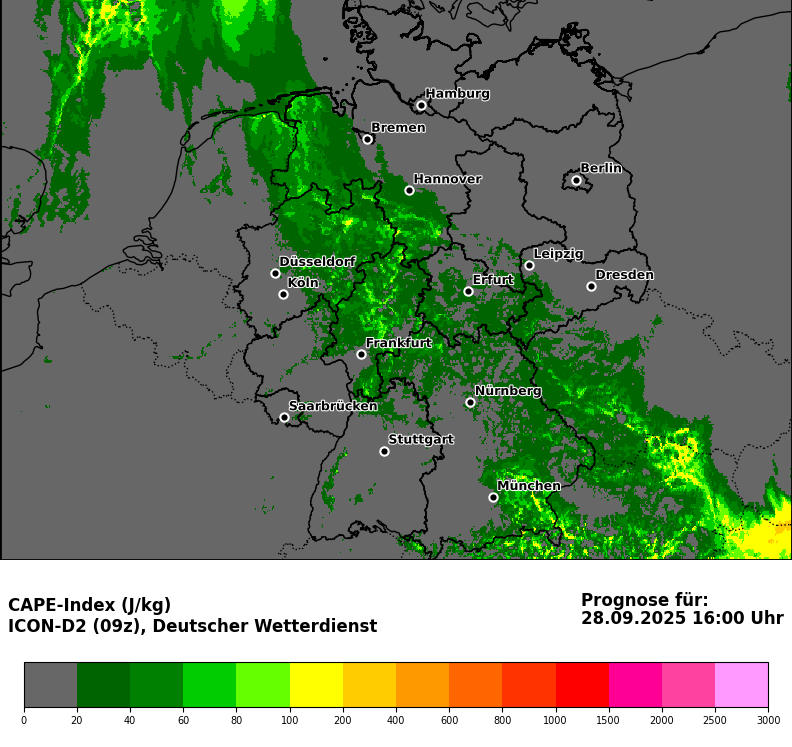 Hamburg
Bremen
Berlin
Hannover
Leipzig
Düsseldorf
Dresden
Köln
Erfurt
Frankfurt
Nürnberg
Saarbrücken
Stuttgart
München
CAPE-Index (J/kg)
ICON-D2 (09z), Deutscher Wetterdienst
Prognose für:
28.09.2025 16:00 Uhr
0 20 40 60 80 100 200 400 600 800 1000 1500 2000 2500 3000